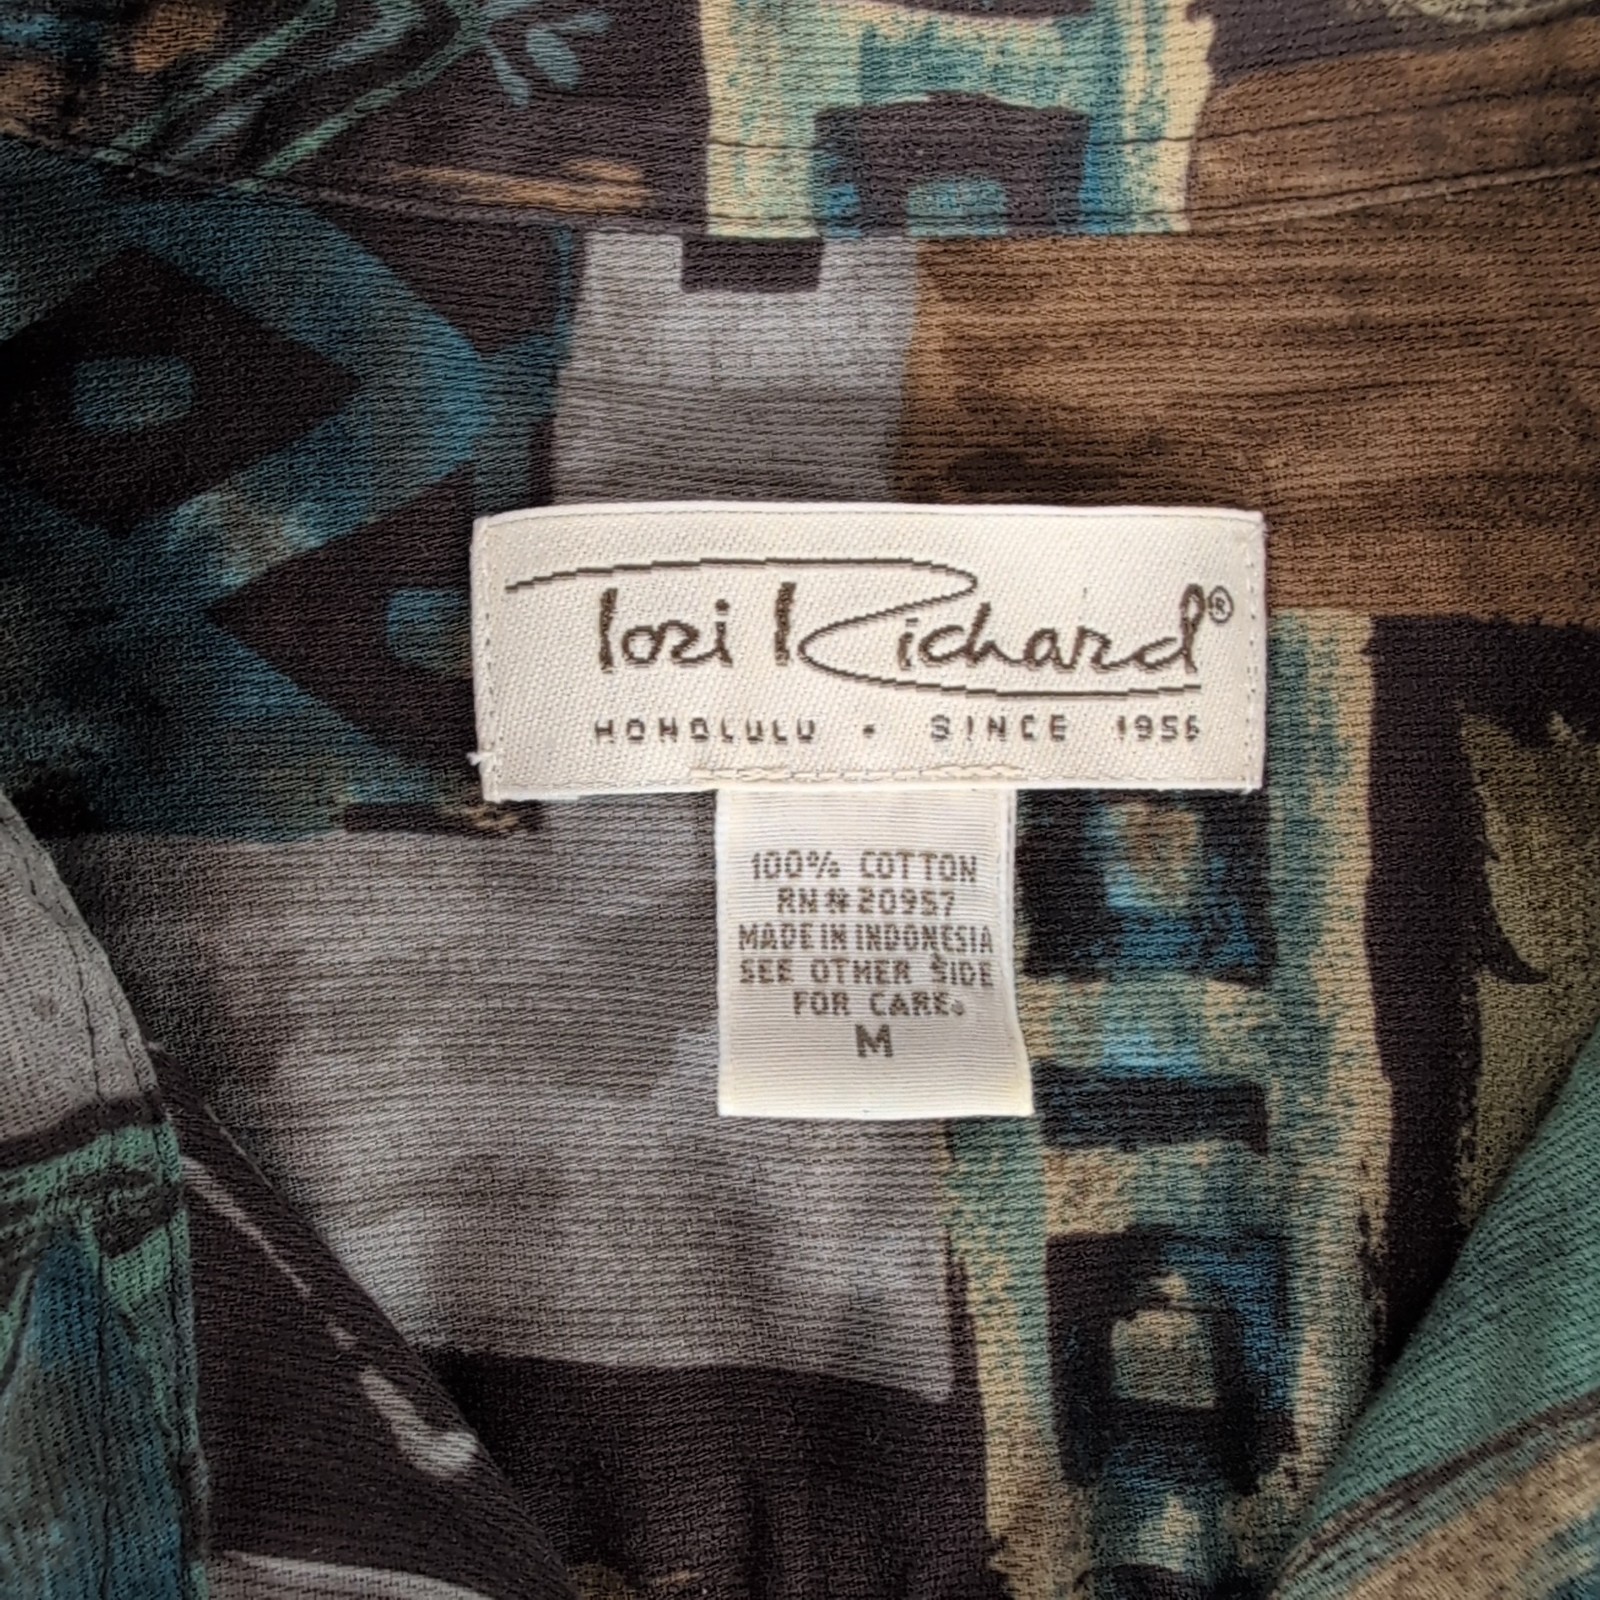 Tori Richard®
HONOLULU • SINCE 1956
100% COTTON
RN# 20957
MADE IN INDONESIA
SEE OTHER SIDE
FOR CARE.
M